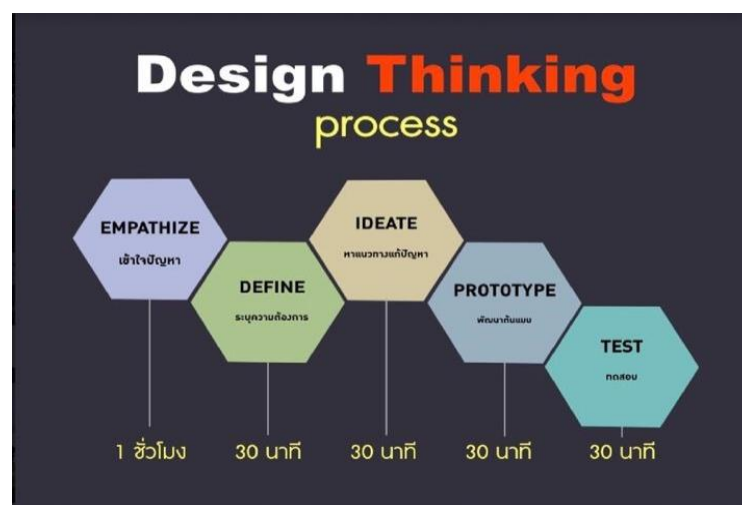 Design Thinking
process
EMPATHIZE
เข้าใจปัญหา
DEFINE
ระบุความต้องการ
IDEATE
หาแนวทางแก้ปัญหา
PROTOTYPE
พัฒนาต้นแบบ
TEST
ทดสอบ
1 ชั่วโมง
30 นาที
30 นาที
30 นาที
30 นาที